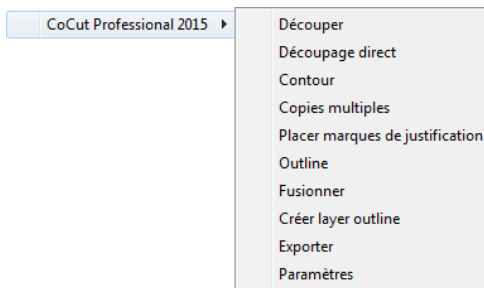 CoCut Professional 2015
Découper
Découpage direct
Contour
Copies multiples
Placer marques de justification
Outline
Fusionner
Créer layer outline
Exporter
Paramètres